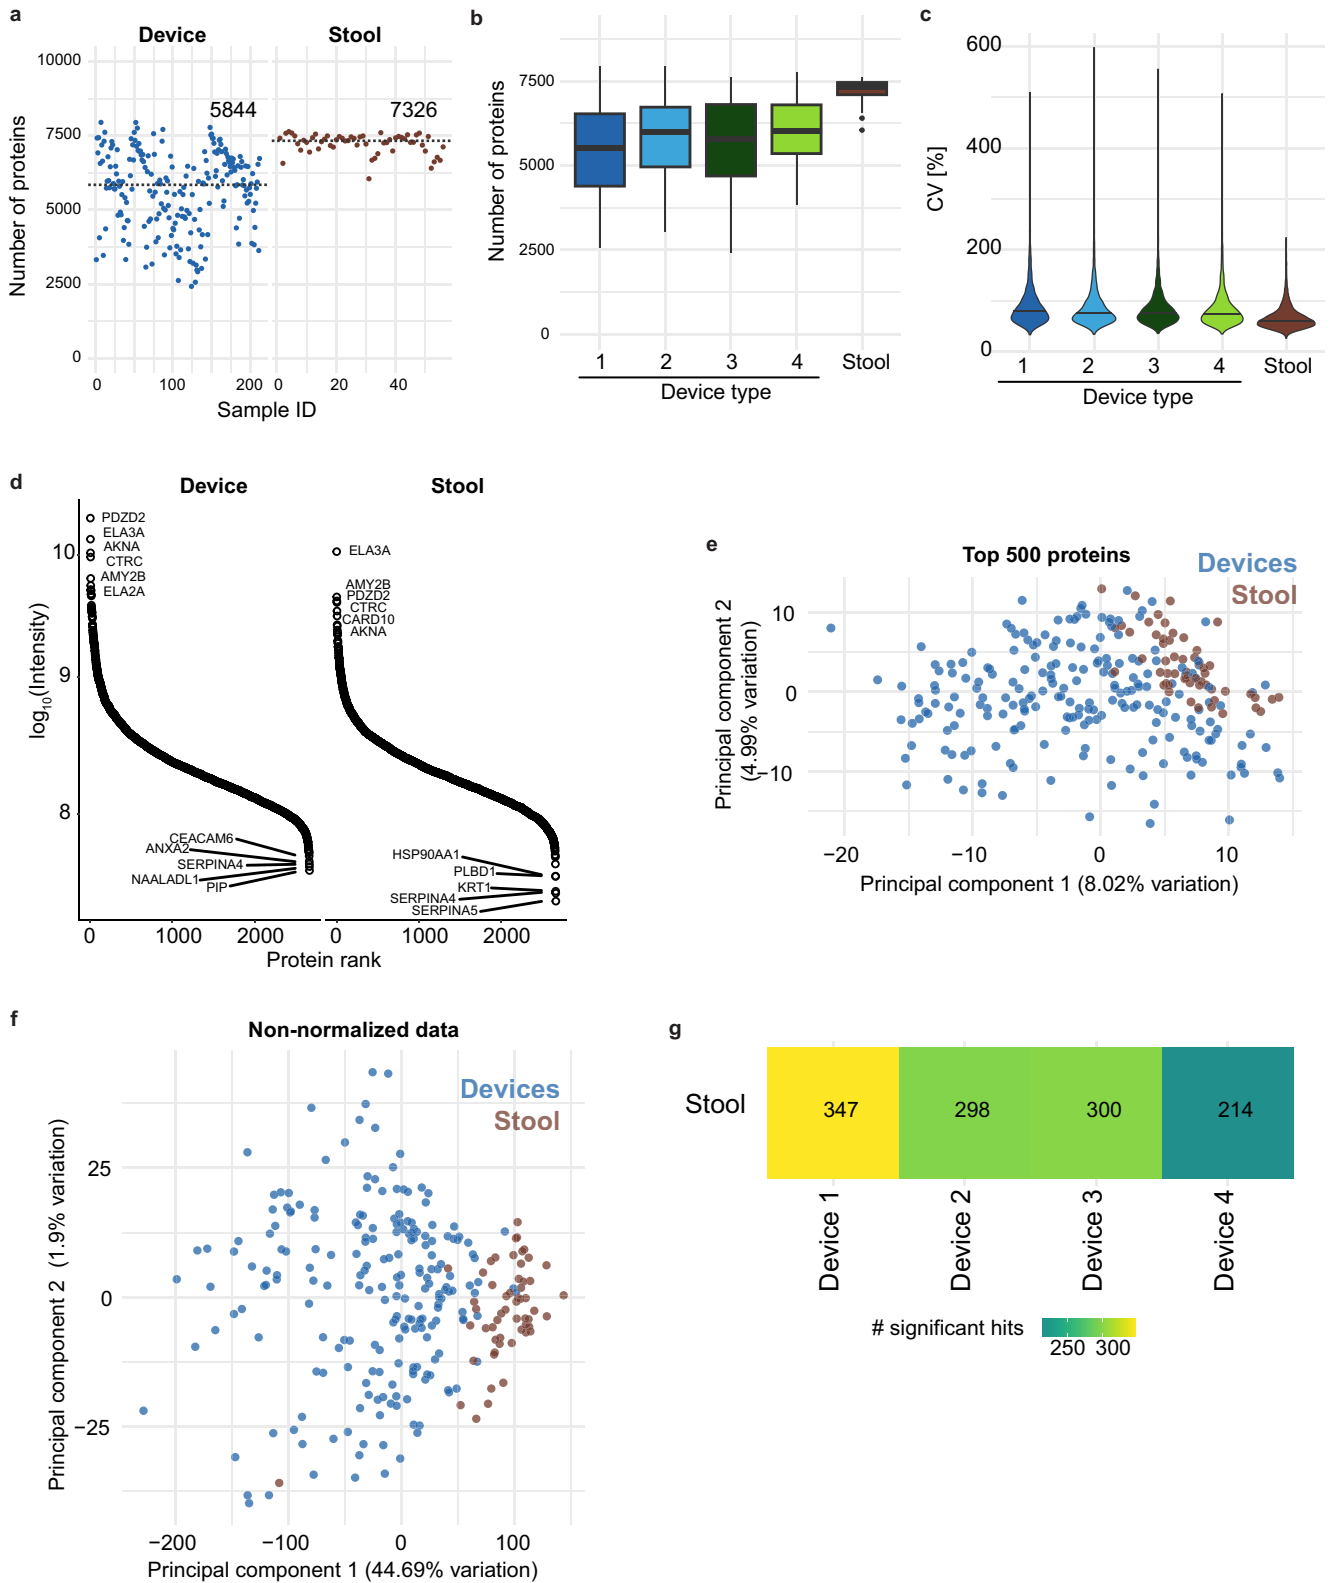 a
Device
Stool
Number of proteins
10000
7500
5000
2500
0
5844
7326
0
100
200
0
20
40
Sample ID
b
Number of proteins
7500
5000
2500
0
1
2
3
4
Stool
Device type
c
CV [%]
600
400
200
0
1
2
3
4
Stool
Device type
d
Device
Stool
log10(Intensity)
10
9
8
PDZD2
ELA3A
AKNA
CTRC
AMY2B
ELA2A
CEACAM6
ANXA2
SERPINA4
NAALADL1
PIP
ELA3A
AMY2B
PDZD2
CTRC
CARD10
AKNA
HSP90AA1
PLBD1
KRT1
SERPINA4
SERPINA5
0
1000
2000
0
1000
2000
Protein rank
e
Top 500 proteins
Devices
Stool
Principal component 2
(4.99% variation)
10
0
−10
−20
−10
0
10
Principal component 1 (8.02% variation)
f
Non-normalized data
Devices
Stool
Principal component 2 (1.9% variation)
25
0
−25
−200
−100
0
100
Principal component 1 (44.69% variation)
g
Stool
347
298
300
214
Device 1
Device 2
Device 3
Device 4
# significant hits
250
300